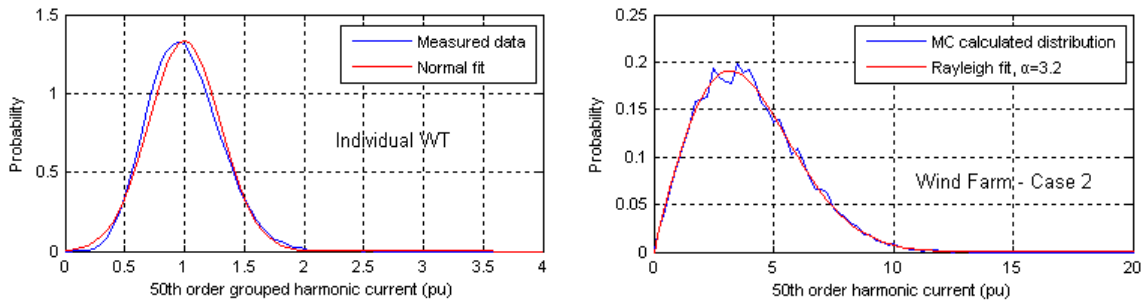 1.5
1
0.5
0
Probability
Measured data
Normal fit
Individual WT
0 0.5 1 1.5 2 2.5 3 3.5 4
50th order grouped harmonic current (pu)
0.25
0.2
0.15
0.1
0.05
0
Probability
MC calculated distribution
Rayleigh fit, α=3.2
Wind Farm - Case 2
0 5 10 15 20
50th order grouped harmonic current (pu)